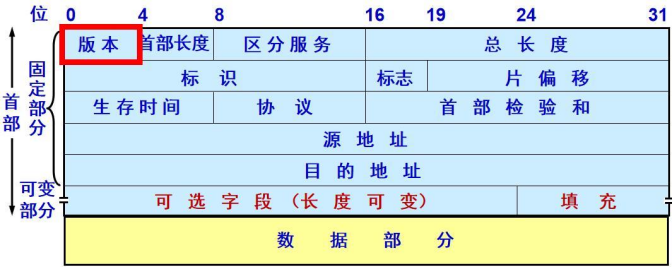 位 0 4 8 16 19 24 31
版本 首部长度 区分服务 总长度
标识 标志 片偏移
生存时间 协议 首部检验和
源地址
目的地址
可选字段（长度可变） 填充
数据部分
首部
固定部分
可变部分